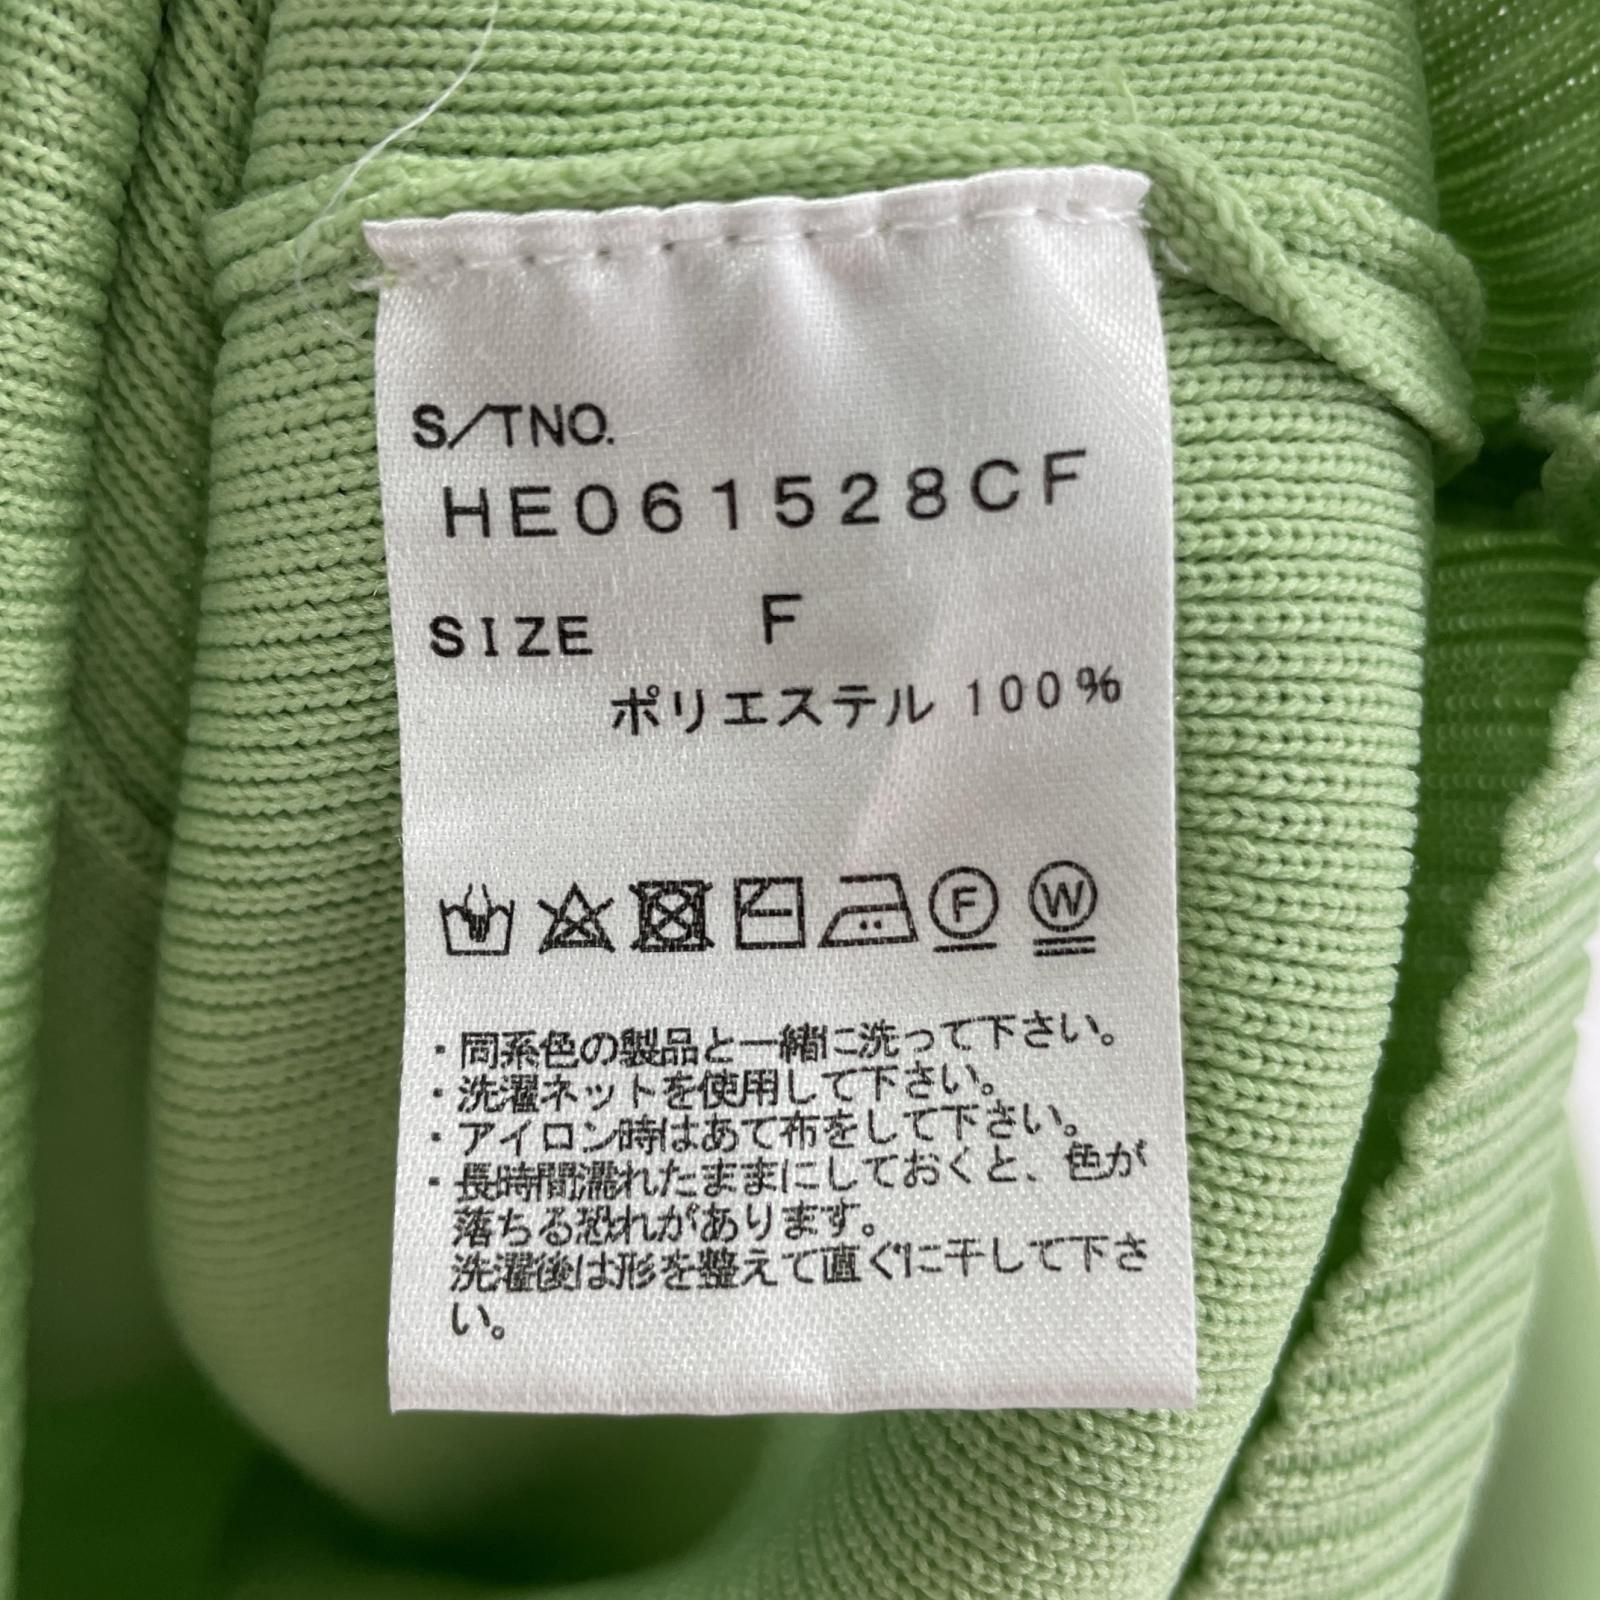 S/TNO.
HE061528CF
SIZE F
ポリエステル 100%
F W
・同系色の製品と一緒に洗って下さい。
・洗濯ネットを使用して下さい。
・アイロン時はあて布をして下さい。
・長時間濡れたままにしておくと、色が
落ちる恐れがあります。
洗濯後は形を整えて直ぐに干して下さ
い。